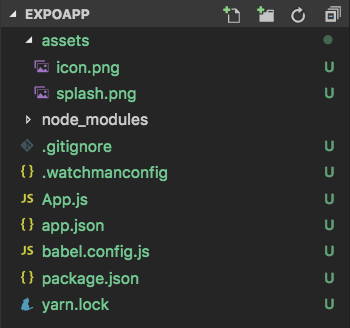 EXPOAPP
assets
icon.png U
splash.png U
node_modules
.gitignore U
{ } .watchmanconfig U
JS App.js U
{ } app.json U
JS babel.config.js U
{ } package.json U
yarn.lock U